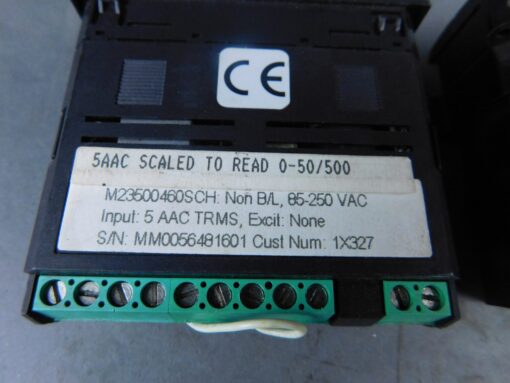 CE
5AAC SCALED TO READ 0-50/500
M23500460SCH: Non B/L, 85-250 VAC
Input: 5 AAC TRMS, Excit: None
S/N: MM0056481601 Cust Num: 1X327